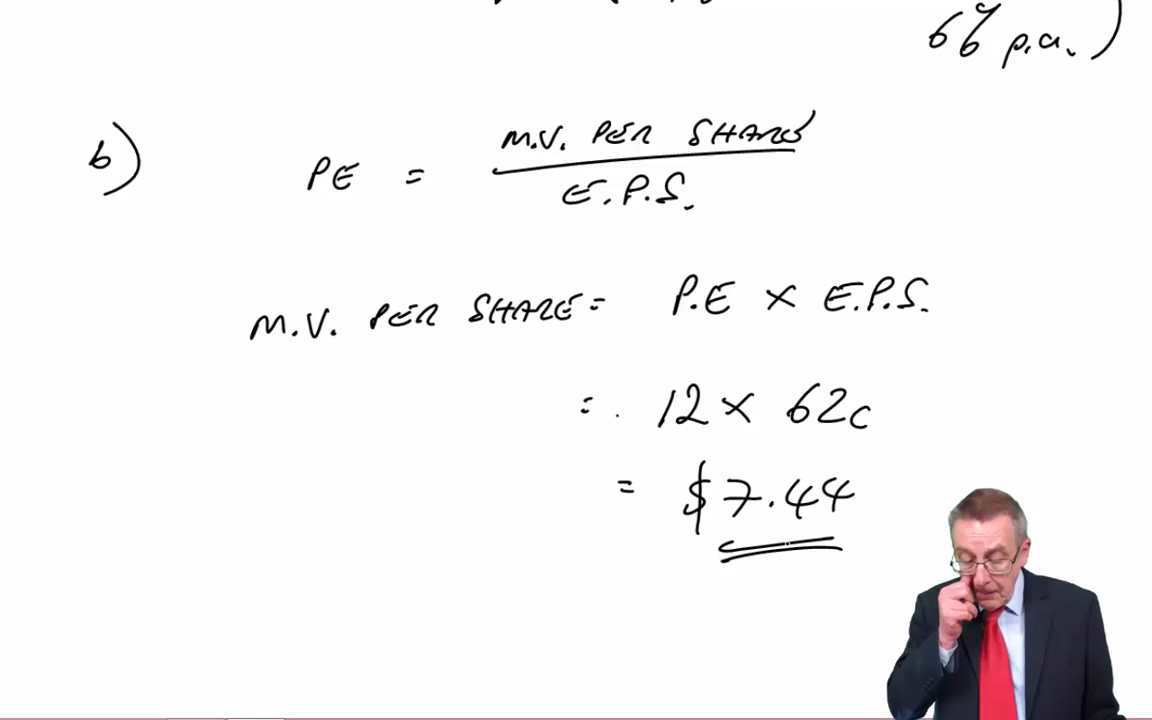 6% p.a.)
b) PE = M.V. PER SHARE
E.P.S.
M.V. PER SHARE = P.E × E.P.S.
= 12 × 62c
= $7.44